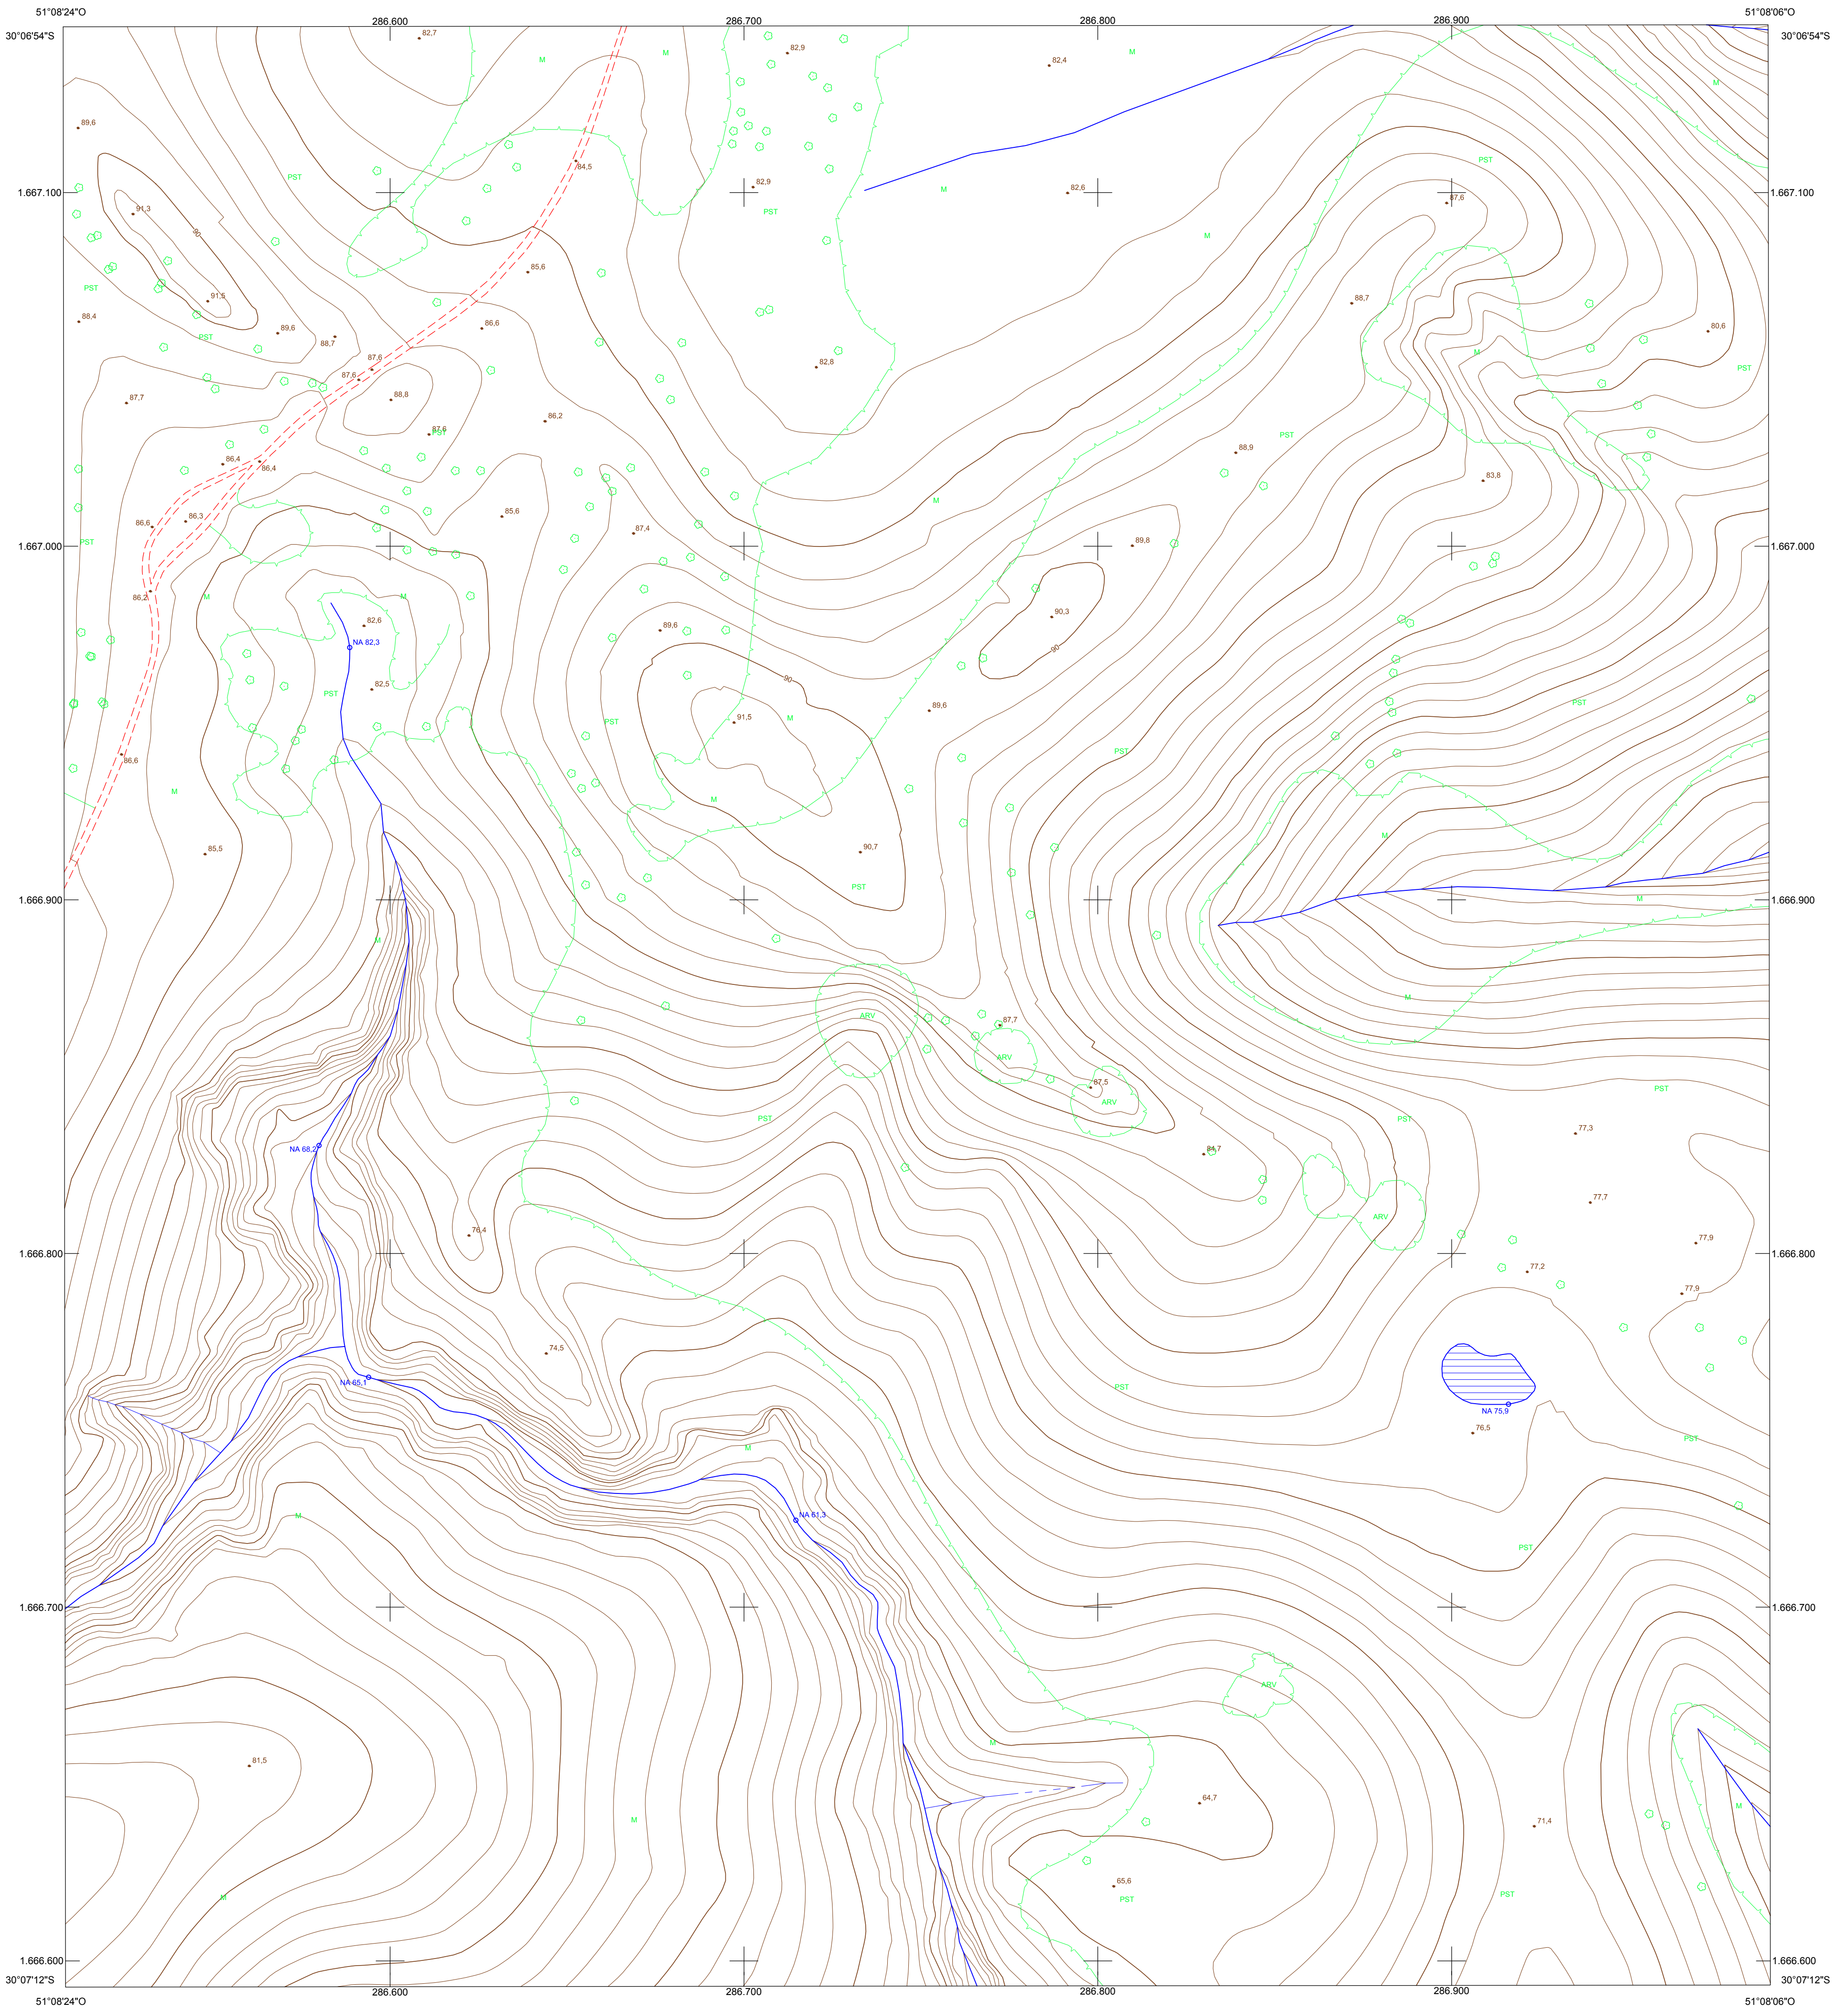 51°08'24"O
286.600
286.700
286.800
286.900
51°08'06"O
30°06'54"S
30°06'54"S
82,7
M
M
82,9
82,4
M
M
89,6
84,5
PST
PST
82,9
PST
M
82,6
1.667.100
1.667.100
87,6
91,3
90
M
85,6
PST
91,5
88,7
88,4
PST
89,6
88,7
86,6
80,6
87,6
87,6
82,8
M
PST
87,7
88,8
86,2
87,6
PST
PST
86,4
86,4
88,9
83,8
M
86,6
86,3
85,6
87,4
PST
1.667.000
89,8
1.667.000
86,2
M
M
82,6
90,3
89,6
NA 82,3
90
90
82,5
PST
PST
91,5
M
89,6
PST
PST
86,6
M
M
M
85,5
90,7
PST
1.666.900
M
1.666.900
M
M
ARV
87,7
ARV
87,5
ARV
PST
PST
PST
NA 68,2
84,7
77,3
77,7
ARV
76,4
77,9
1.666.800
1.666.800
77,2
77,9
74,5
NA 65,1
PST
NA 75,9
76,5
PST
M
M
NA 61,3
PST
1.666.700
1.666.700
ARV
M
81,5
64,7
M
M
71,4
65,6
PST
PST
M
1.666.600
1.666.600
30°07'12"S
30°07'12"S
51°08'24"O
286.600
286.700
286.800
286.900
51°08'06"O